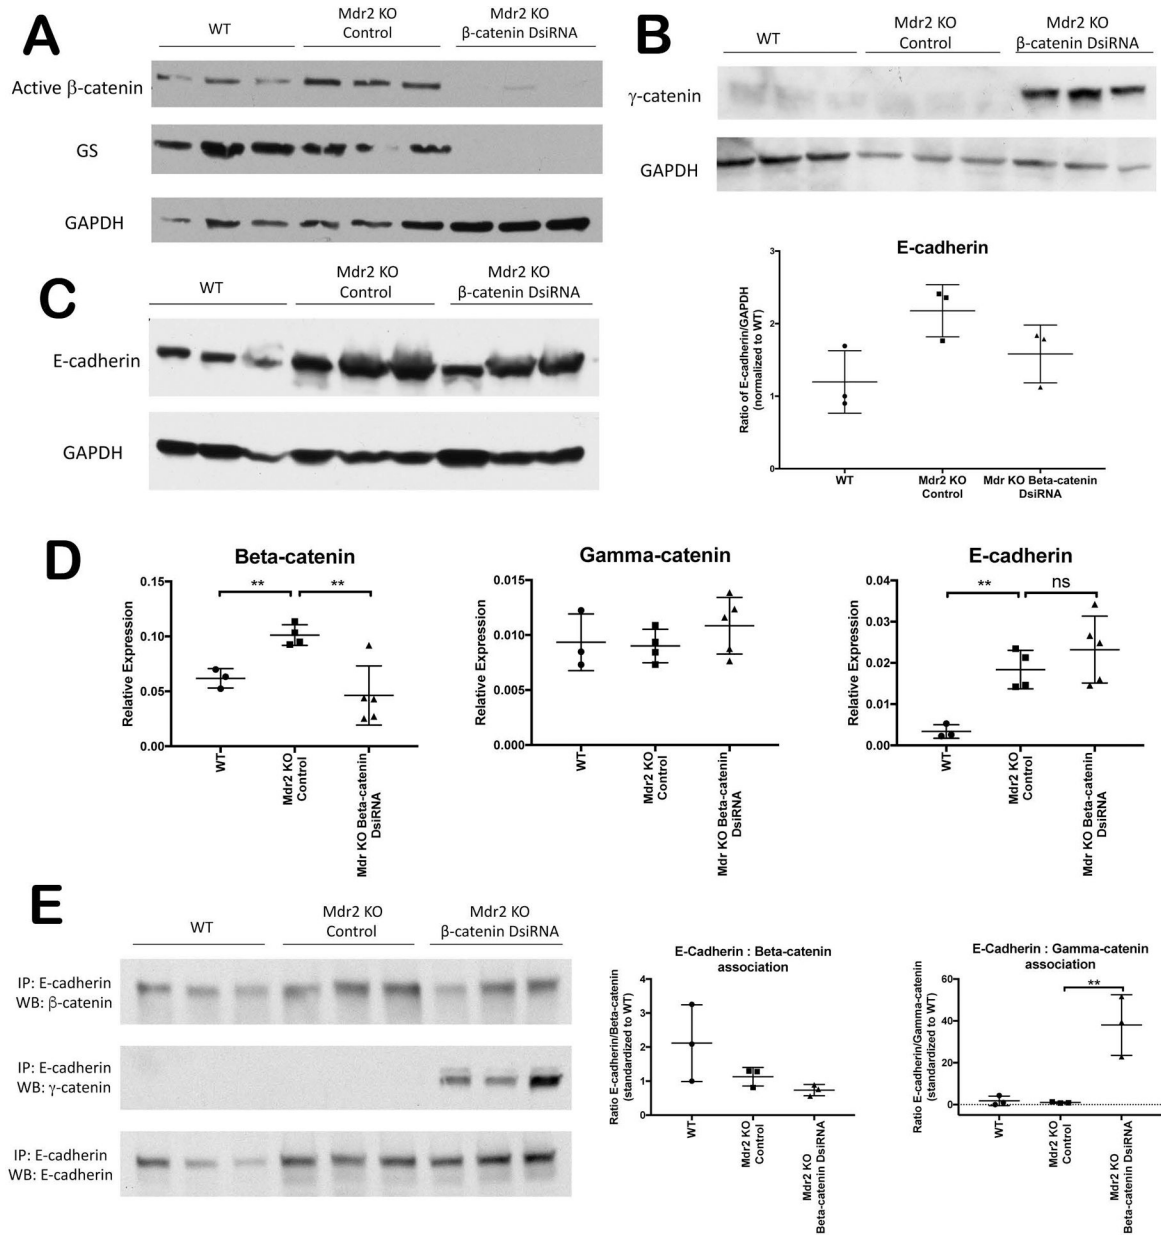 A
WT
Mdr2 KO
Control
Mdr2 KO
β-catenin DsiRNA
Active β-catenin
GS
GAPDH
B
WT
Mdr2 KO
Control
Mdr2 KO
β-catenin DsiRNA
γ-catenin
GAPDH
C
WT
Mdr2 KO
Control
Mdr2 KO
β-catenin DsiRNA
E-cadherin
GAPDH
E-cadherin
Ratio of E-cadherin/GAPDH
(normalized to WT)
3
2
1
0
WT
Mdr2 KO
Control
Mdr KO Beta-catenin
DsiRNA
D
Beta-catenin
Relative Expression
0.15
0.10
0.05
0.00
**
**
WT
Mdr2 KO
Control
Mdr KO Beta-catenin
DsiRNA
Gamma-catenin
Relative Expression
0.015
0.010
0.005
0.000
WT
Mdr2 KO
Control
Mdr KO Beta-catenin
DsiRNA
E-cadherin
Relative Expression
0.04
0.03
0.02
0.01
0.00
**
ns
WT
Mdr2 KO
Control
Mdr KO Beta-catenin
DsiRNA
E
WT
Mdr2 KO
Control
Mdr2 KO
β-catenin DsiRNA
IP: E-cadherin
WB: β-catenin
IP: E-cadherin
WB: γ-catenin
IP: E-cadherin
WB: E-cadherin
E-Cadherin : Beta-catenin
association
Ratio E-cadherin/Beta-catenin
(standardized to WT)
4
3
2
1
0
WT
Mdr2 KO
Control
Mdr2 KO
Beta-catenin DsiRNA
E-Cadherin : Gamma-catenin
association
Ratio E-cadherin/Gamma-catenin
(standardized to WT)
60
40
20
0
**
WT
Mdr2 KO
Control
Mdr2 KO
Beta-catenin DsiRNA